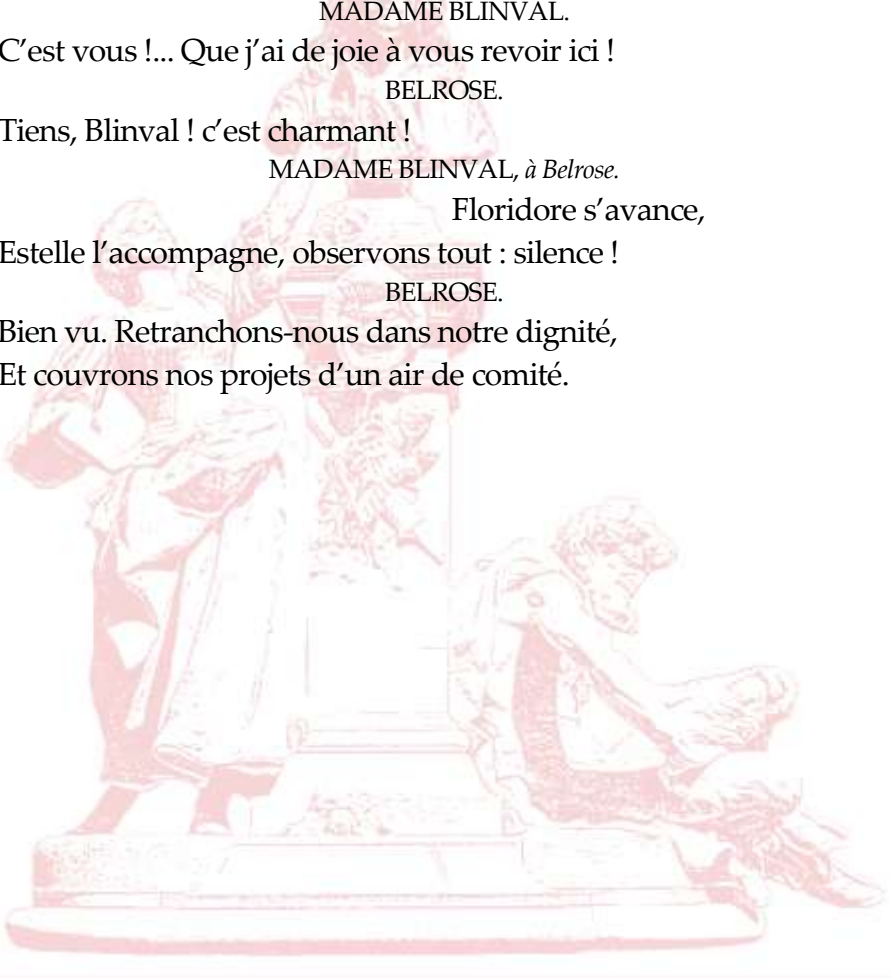 MADAME BLINVAL.
C’est vous !... Que j’ai de joie à vous revoir ici !
BELROSE.
Tiens, Blinval ! c’est charmant !
MADAME BLINVAL, à Belrose.
Floridore s’avance,
Estelle l’accompagne, observons tout : silence !
BELROSE.
Bien vu. Retranchons-nous dans notre dignité,
Et couvrons nos projets d’un air de comité.